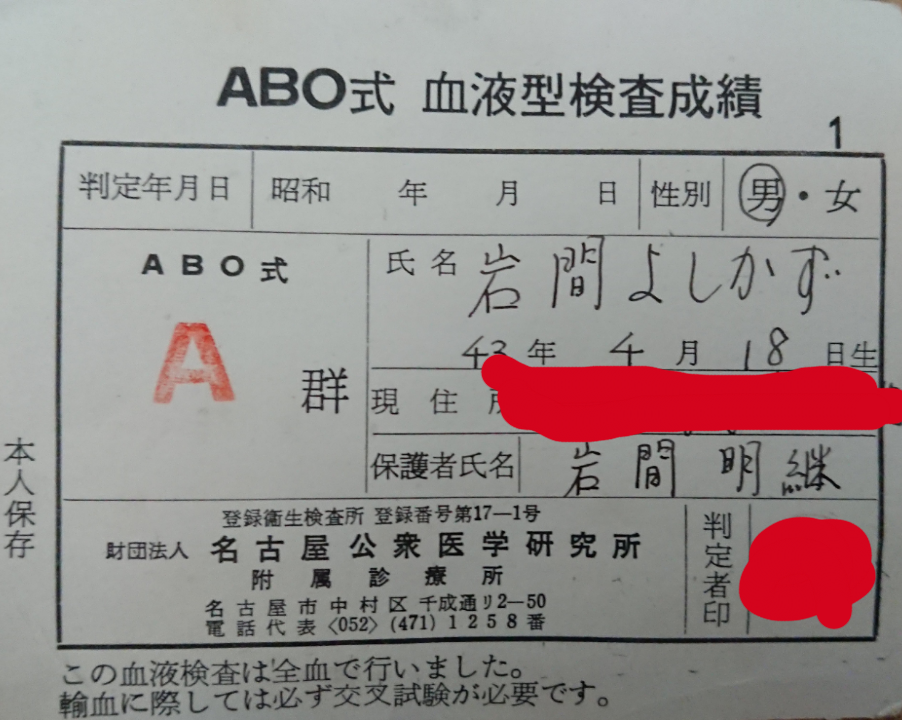 ABO式 血液型検査成績
1
判定年月日 昭和 年 月 日 性別 男・女
ABO式
A 群
氏名 岩間よしかず
43年 4月 18日生
現住所
保護者氏名 岩間明継
本人保存
登録衛生検査所 登録番号第17—1号
財団法人 名古屋公衆医学研究所
附属診療所
名古屋市中村区千成通リ2—50
電話代表〈052〉(471)1258番
判定者印
この血液検査は全血で行いました。
輸血に際しては必ず交叉試験が必要です。